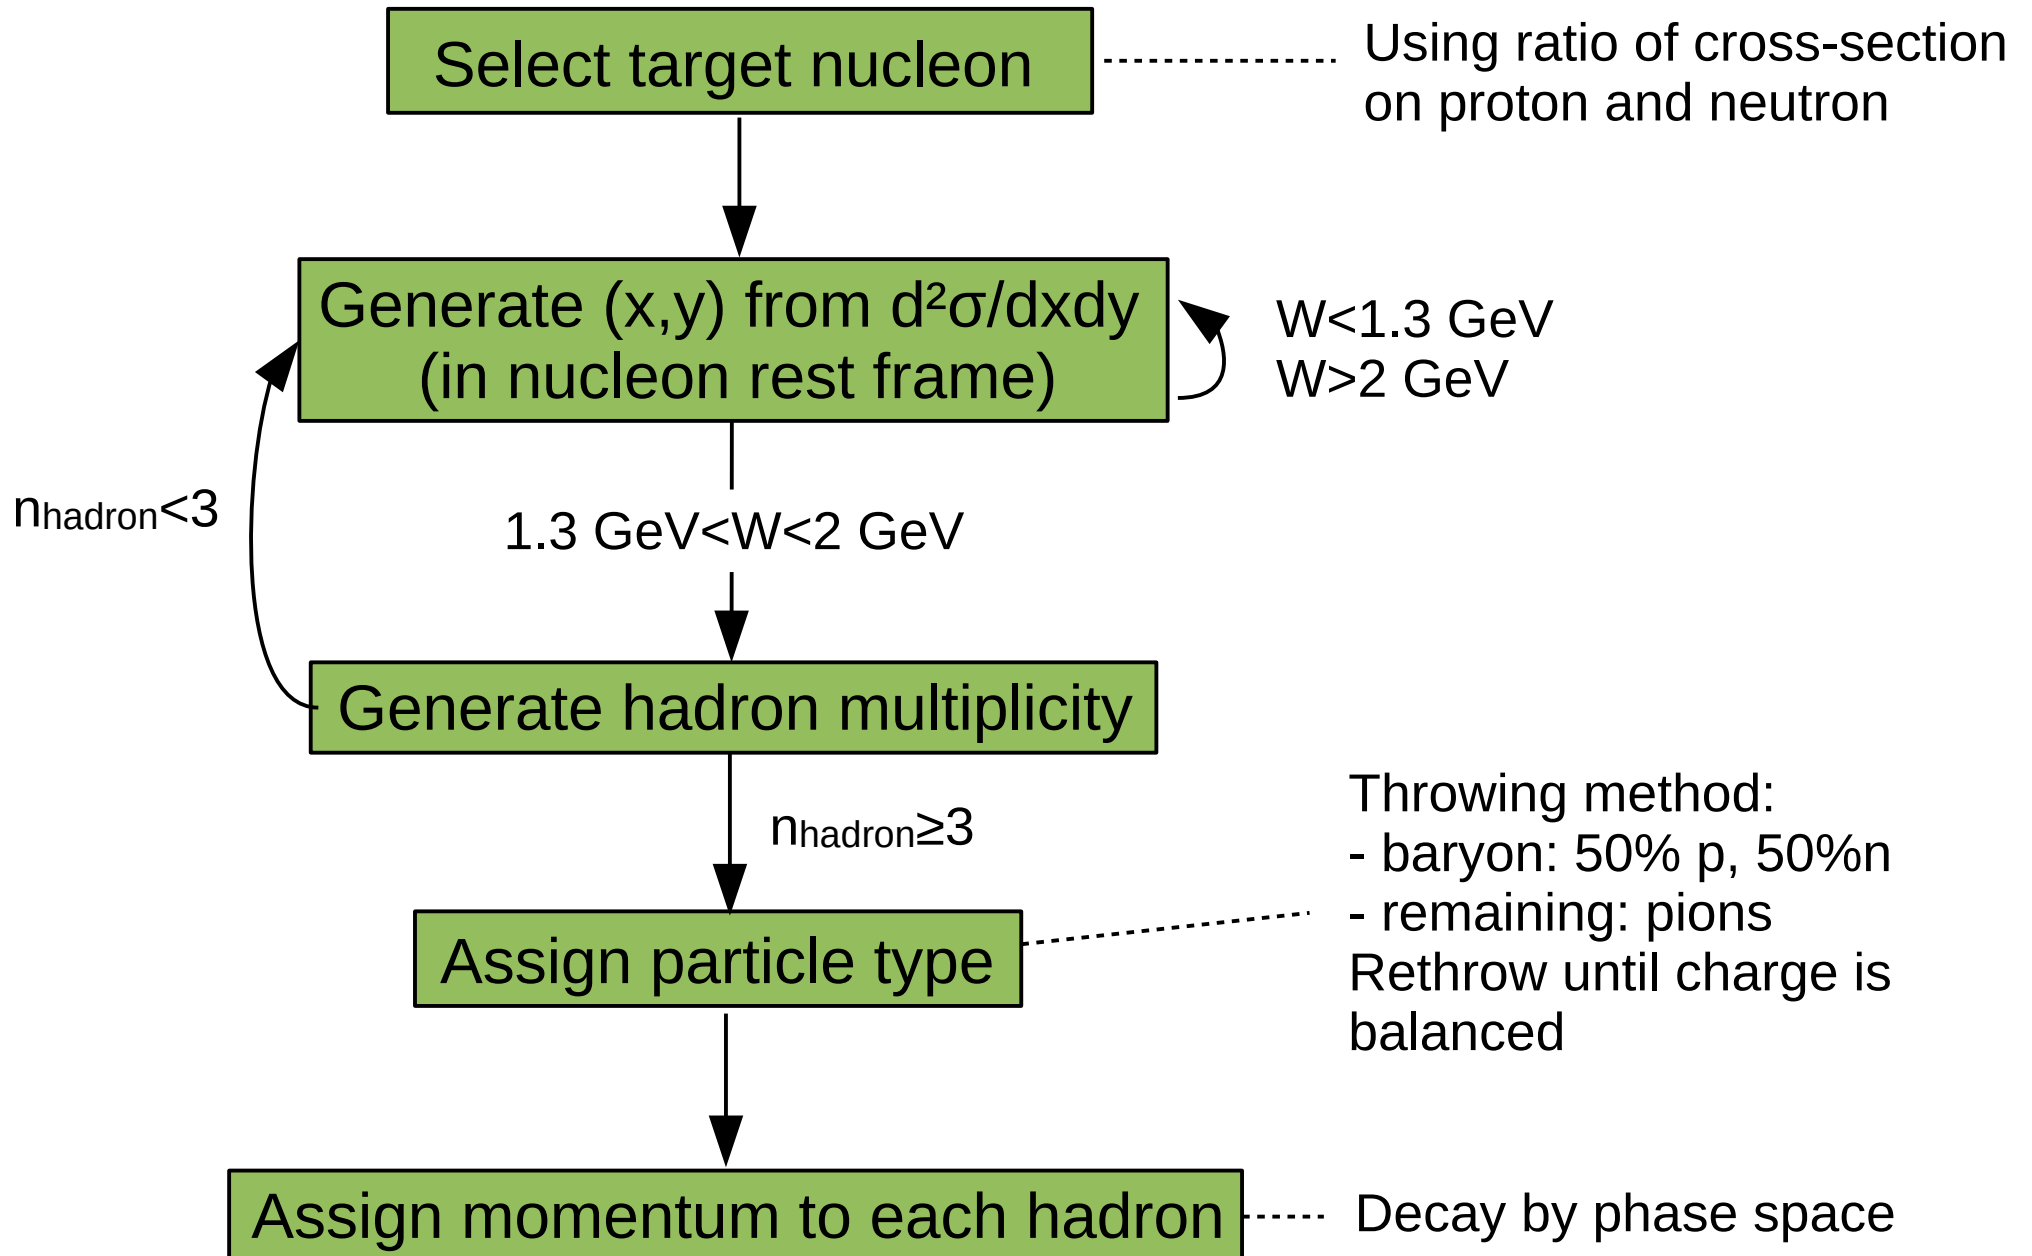 Select target nucleon
Using ratio of cross-section
on proton and neutron
Generate (x,y) from d²σ/dxdy
(in nucleon rest frame)
W<1.3 GeV
W>2 GeV
nhadron<3
1.3 GeV<W<2 GeV
Generate hadron multiplicity
nhadron≥3
Throwing method:
- baryon: 50% p, 50%n
- remaining: pions
Rethrow until charge is
balanced
Assign particle type
Assign momentum to each hadron
Decay by phase space